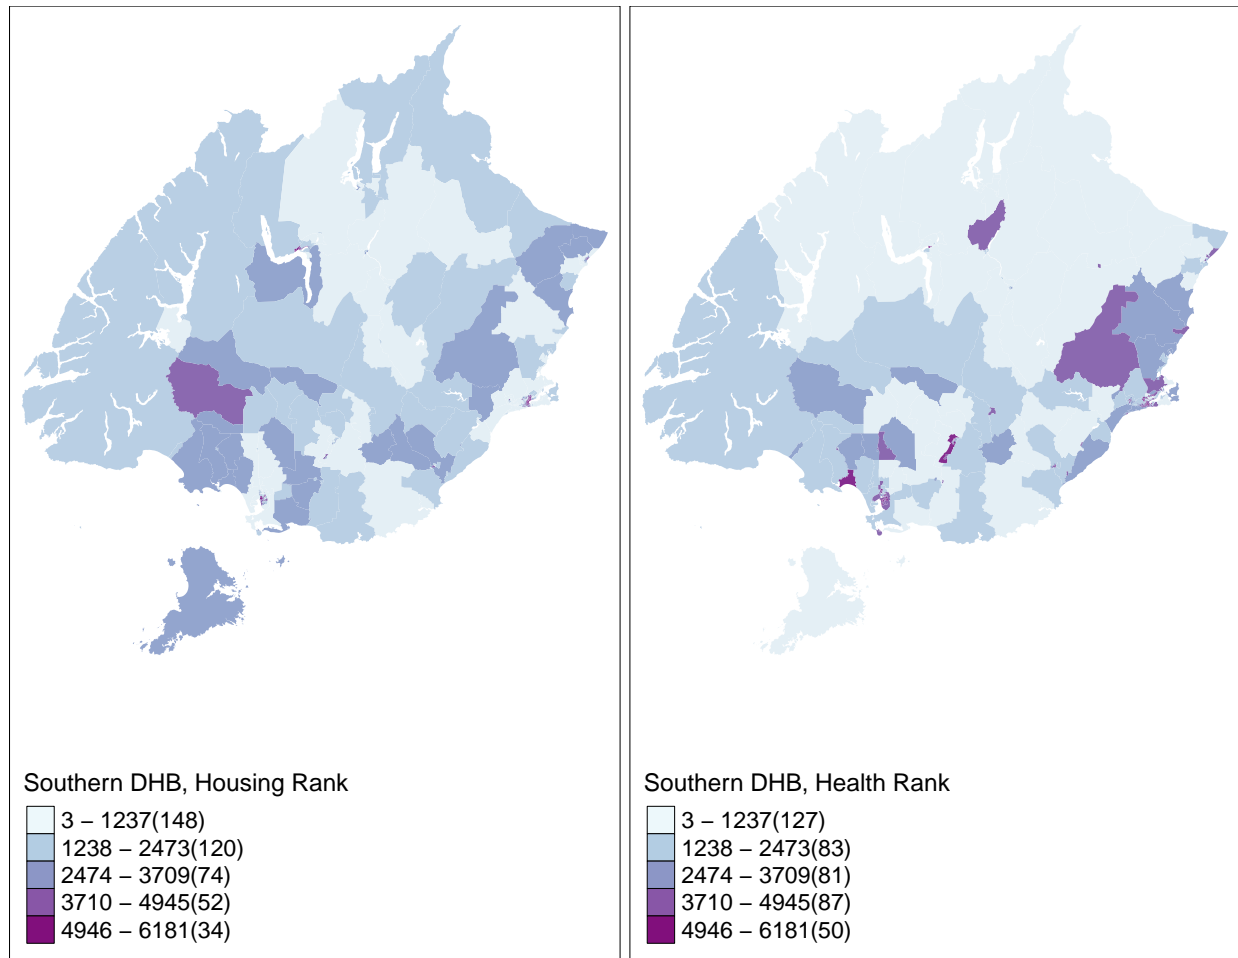 Southern DHB, Housing Rank
3 – 1237(148)
1238 – 2473(120)
2474 – 3709(74)
3710 – 4945(52)
4946 – 6181(34)
Southern DHB, Health Rank
3 – 1237(127)
1238 – 2473(83)
2474 – 3709(81)
3710 – 4945(87)
4946 – 6181(50)